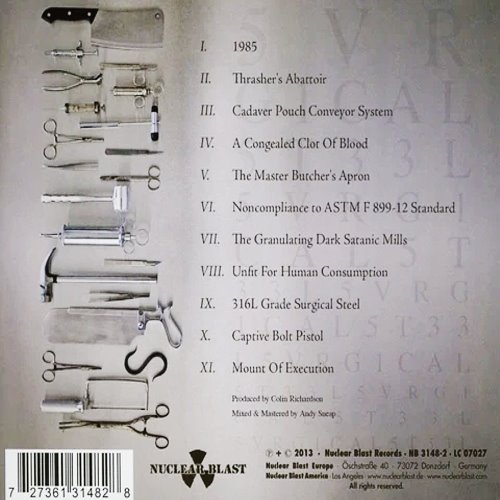 I. 1985
II. Thrasher's Abattoir
III. Cadaver Pouch Conveyor System
IV. A Congealed Clot Of Blood
V. The Master Butcher's Apron
VI. Noncompliance to ASTM F 899-12 Standard
VII. The Granulating Dark Satanic Mills
VIII. Unfit For Human Consumption
IX. 316L Grade Surgical Steel
X. Captive Bolt Pistol
XI. Mount Of Execution
Produced by Colin Richardson
Mixed & Mastered by Andy Sneap
7 27361 31482 8
NUCLEAR BLAST
℗ + © 2013 · Nuclear Blast Records · NB 3148-2 · LC 07027
Nuclear Blast Europe · Öschstraße 40 · 73072 Donzdorf · Germany
Nuclear Blast America · Los Angeles · www.nuclearblast.de www.nuclearblast.com